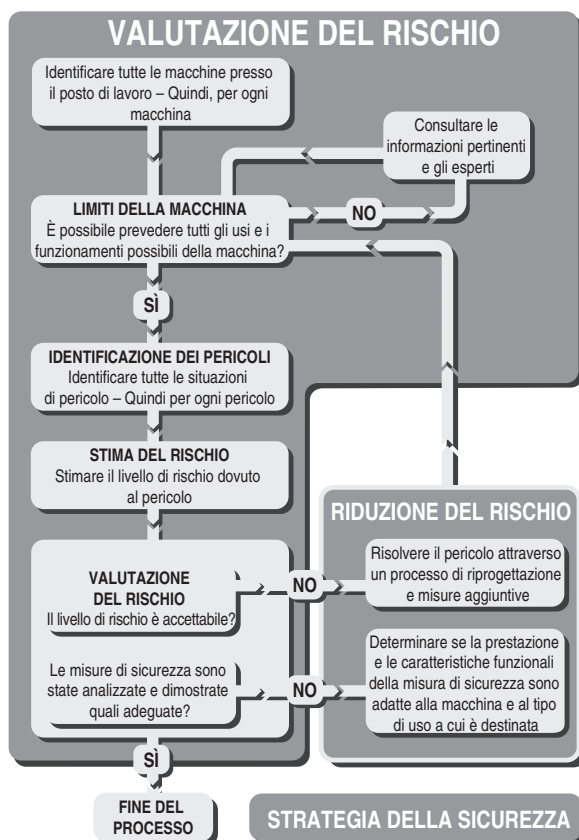 VALUTAZIONE DEL RISCHIO
Identificare tutte le macchine presso
il posto di lavoro – Quindi, per ogni
macchina
Consultare le
informazioni pertinenti
e gli esperti
LIMITI DELLA MACCHINA
È possibile prevedere tutti gli usi e i
funzionamenti possibili della macchina?
NO
SÌ
IDENTIFICAZIONE DEI PERICOLI
Identificare tutte le situazioni
di pericolo – Quindi per ogni pericolo
STIMA DEL RISCHIO
Stimare il livello di rischio dovuto
al pericolo
RIDUZIONE DEL RISCHIO
VALUTAZIONE
DEL RISCHIO
Il livello di rischio è accettabile?
NO
Risolvere il pericolo attraverso
un processo di riprogettazione
e misure aggiuntive
Le misure di sicurezza sono
state analizzate e dimostrate
quali adeguate?
NO
Determinare se la prestazione
e le caratteristiche funzionali
della misura di sicurezza sono
adatte alla macchina e al tipo
di uso a cui è destinata
SÌ
FINE DEL
PROCESSO
STRATEGIA DELLA SICUREZZA